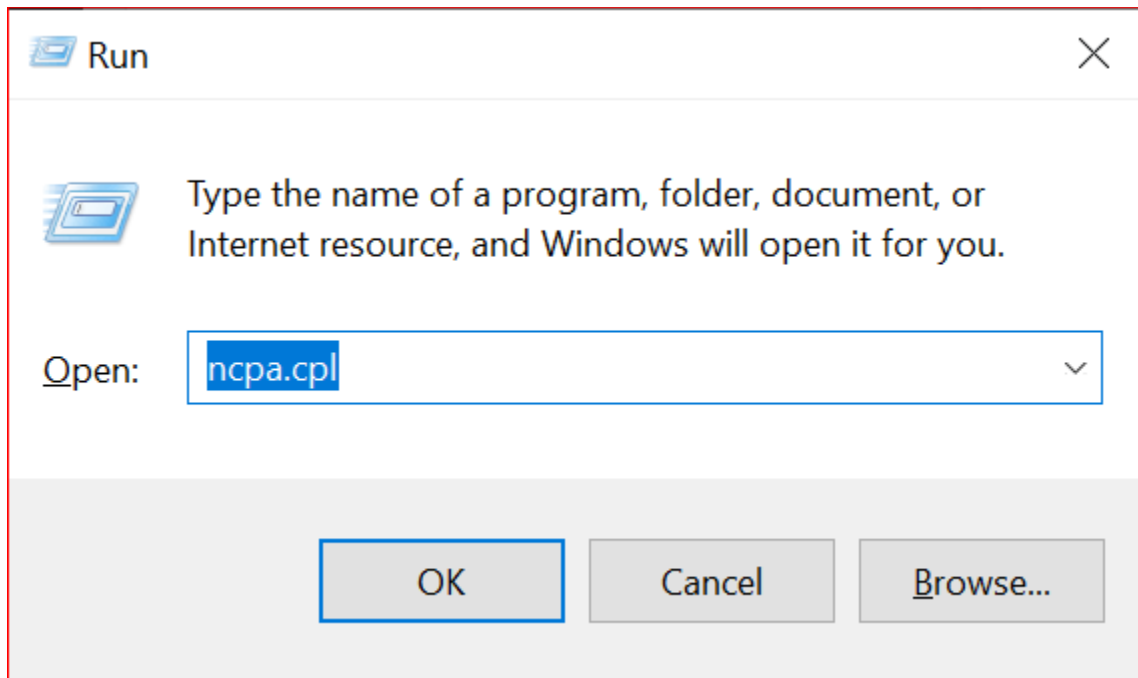 Run
Type the name of a program, folder, document, or
Internet resource, and Windows will open it for you.
Open: ncpa.cpl
OK Cancel Browse...